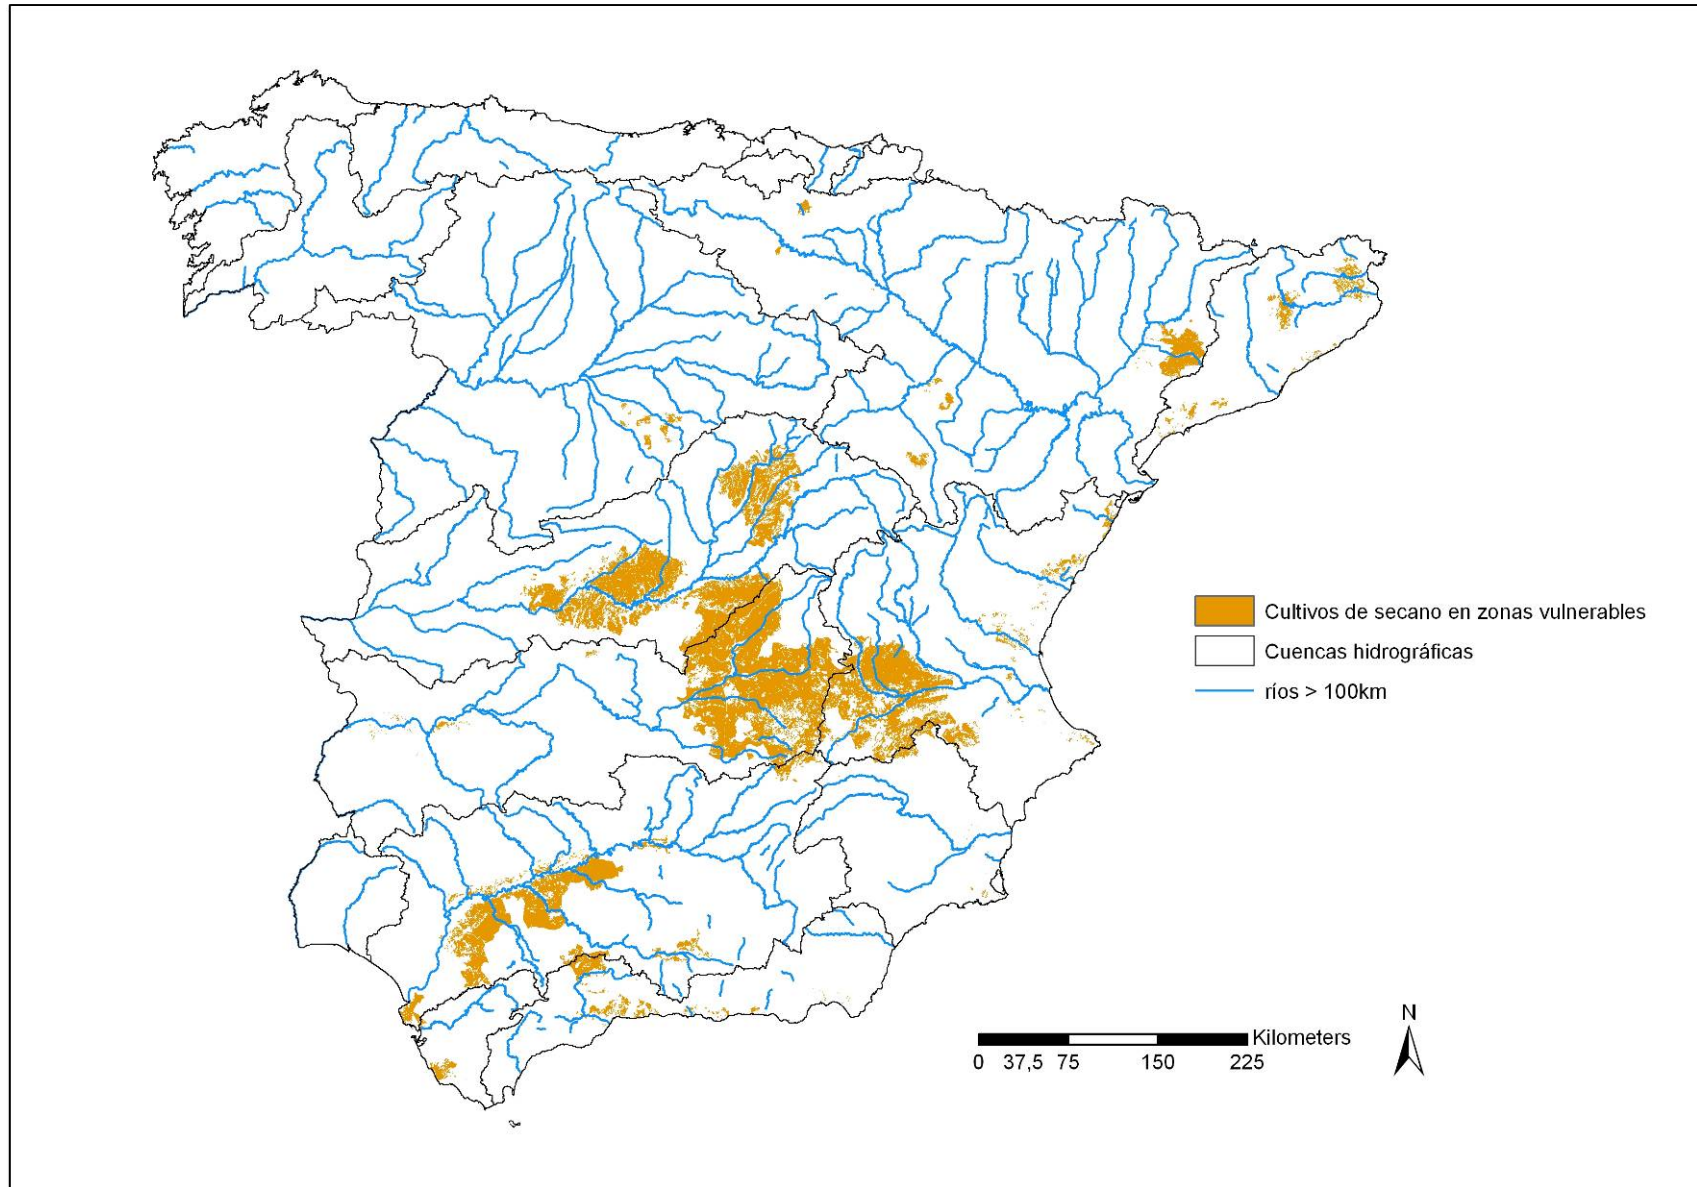 Cultivos de secano en zonas vulnerables
Cuencas hidrográficas
ríos > 100km
N
Kilometers
0 37,5 75 150 225